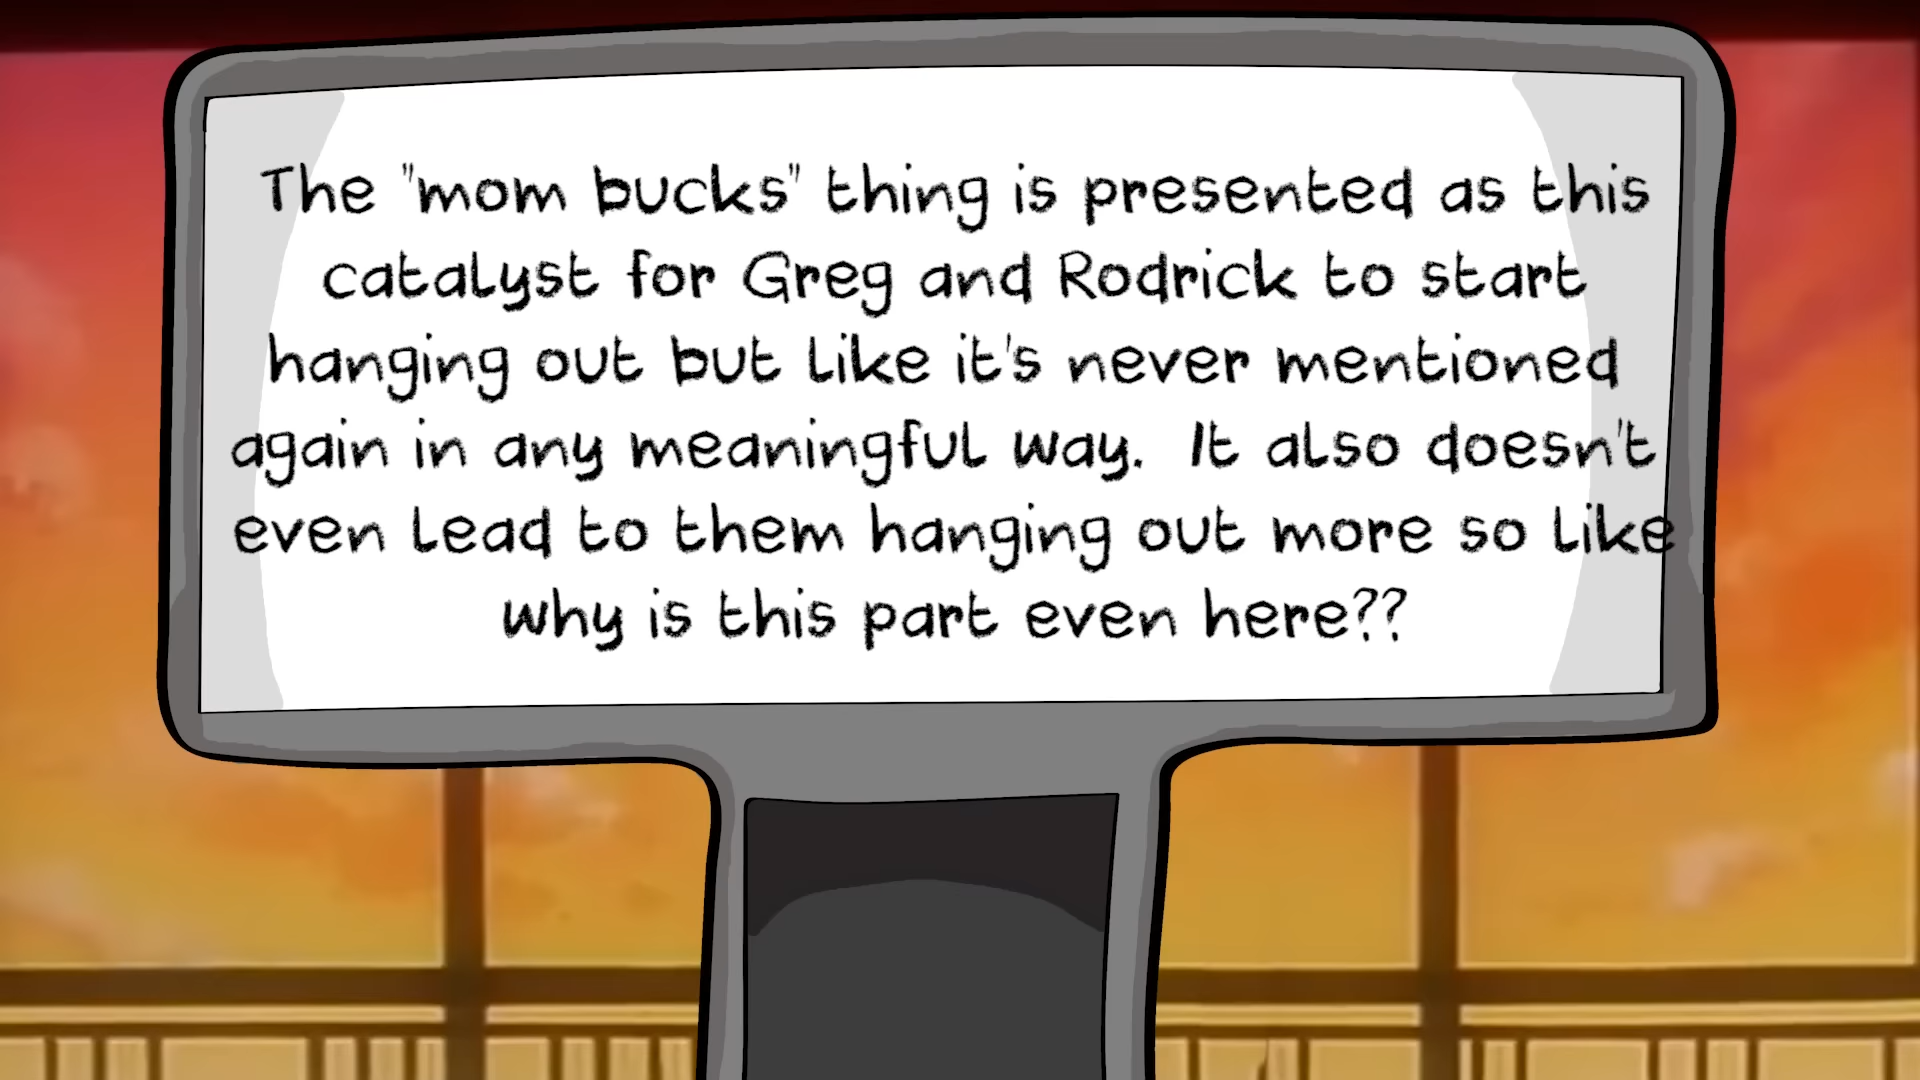 The "mom bucks" thing is presented as this
catalyst for Greg and Rodrick to start
hanging out but like it's never mentioned
again in any meaningful way.  It also doesn't
even lead to them hanging out more so like
why is this part even here??